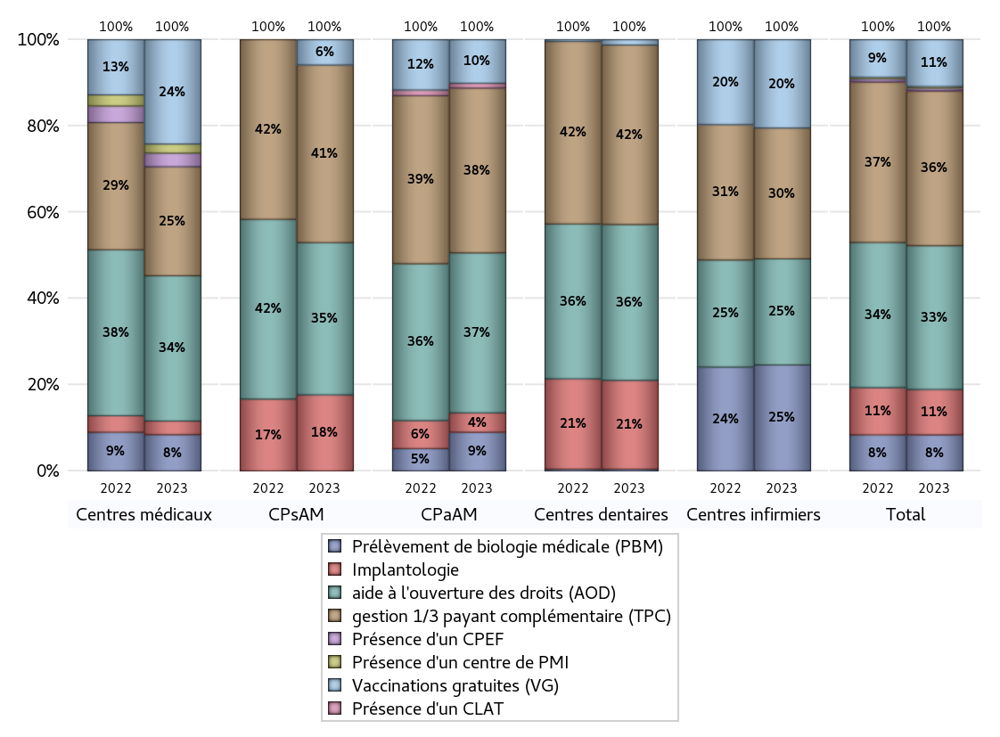 100% 100% 100% 100% 100% 100% 100% 100% 100% 100% 100% 100%
100%
80%
60%
40%
20%
0%
13% 24% 6% 12% 10% 20% 20% 9% 11%
29% 25% 42% 41% 39% 38% 42% 42% 31% 30% 37% 36%
38% 34% 42% 35% 36% 37% 36% 36% 25% 25% 34% 33%
17% 18% 6% 4% 21% 21% 11% 11%
9% 8% 5% 9% 24% 25% 8% 8%
2022 2023 2022 2023 2022 2023 2022 2023 2022 2023 2022 2023
Centres médicaux CPsAM CPaAM Centres dentaires Centres infirmiers Total
Prélèvement de biologie médicale (PBM)
Implantologie
aide à l'ouverture des droits (AOD)
gestion 1/3 payant complémentaire (TPC)
Présence d'un CPEF
Présence d'un centre de PMI
Vaccinations gratuites (VG)
Présence d'un CLAT